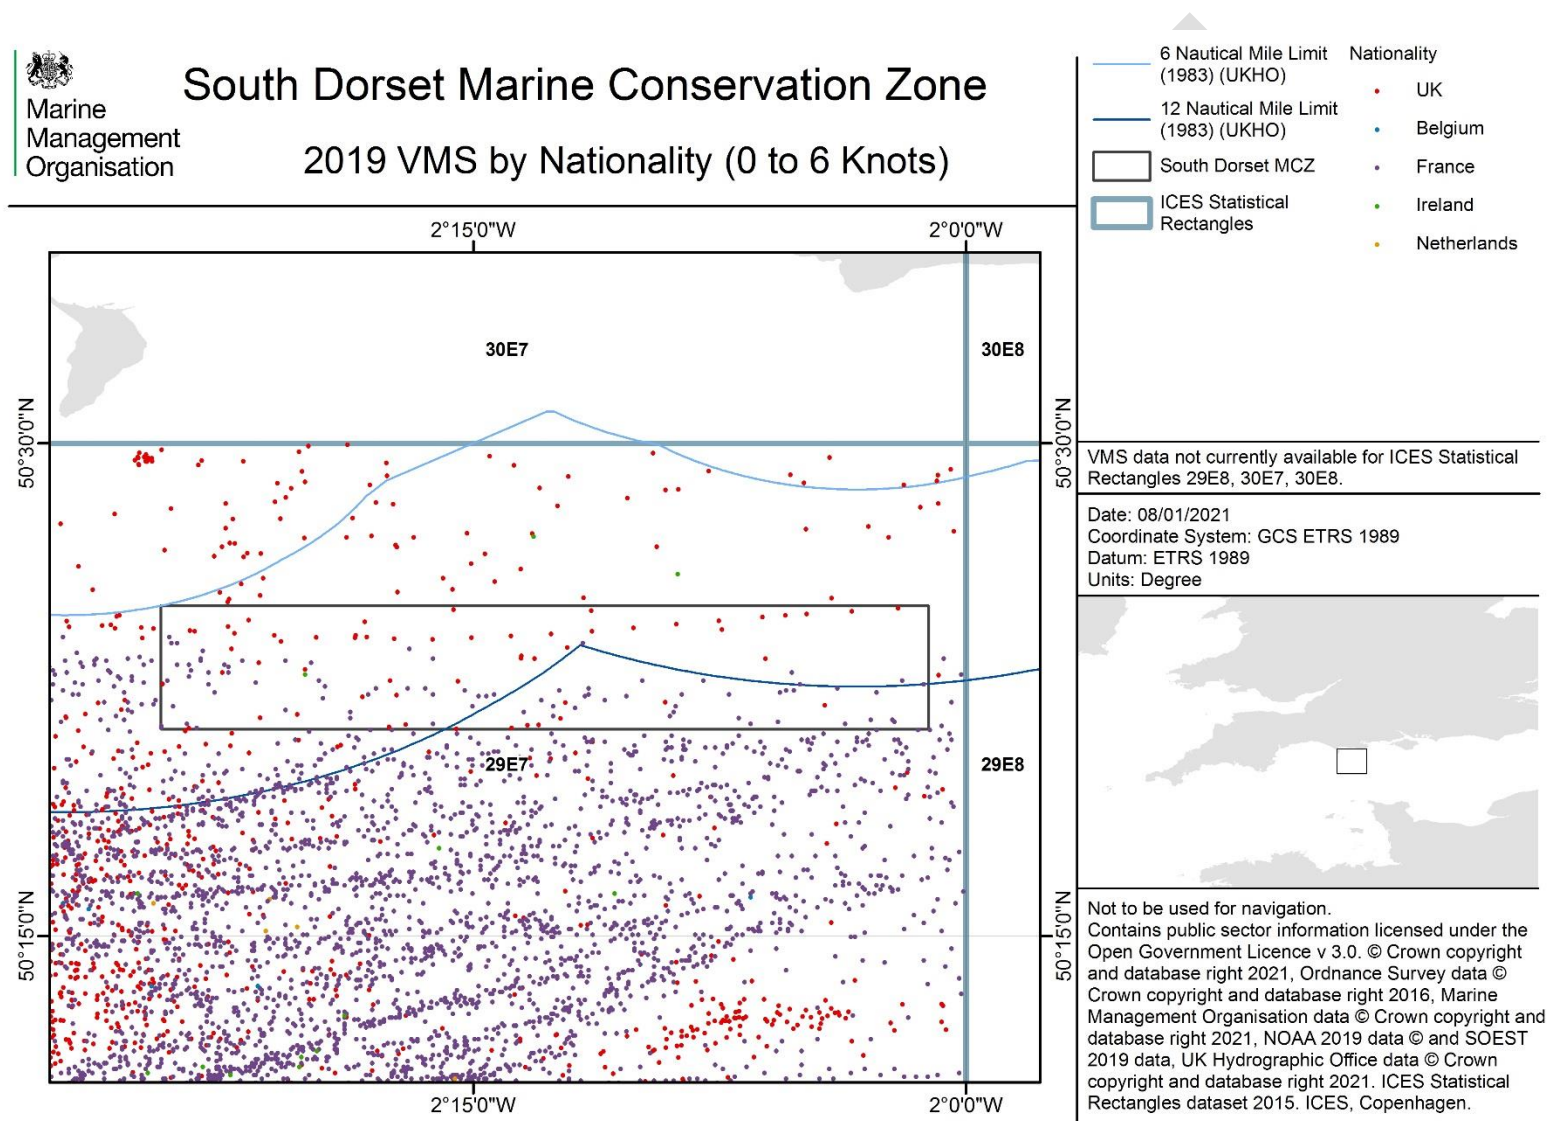 Marine
Management
Organisation
South Dorset Marine Conservation Zone
2019 VMS by Nationality (0 to 6 Knots)
6 Nautical Mile Limit
(1983) (UKHO)
12 Nautical Mile Limit
(1983) (UKHO)
South Dorset MCZ
ICES Statistical
Rectangles
Nationality
UK
Belgium
France
Ireland
Netherlands
2°15'0"W
2°0'0"W
30E7
30E8
50°30'0"N
50°30'0"N
29E7
29E8
50°15'0"N
50°15'0"N
2°15'0"W
2°0'0"W
VMS data not currently available for ICES Statistical
Rectangles 29E8, 30E7, 30E8.
Date: 08/01/2021
Coordinate System: GCS ETRS 1989
Datum: ETRS 1989
Units: Degree
Not to be used for navigation.
Contains public sector information licensed under the
Open Government Licence v 3.0. © Crown copyright
and database right 2021, Ordnance Survey data ©
Crown copyright and database right 2016, Marine
Management Organisation data © Crown copyright and
database right 2021, NOAA 2019 data © and SOEST
2019 data, UK Hydrographic Office data © Crown
copyright and database right 2021. ICES Statistical
Rectangles dataset 2015. ICES, Copenhagen.